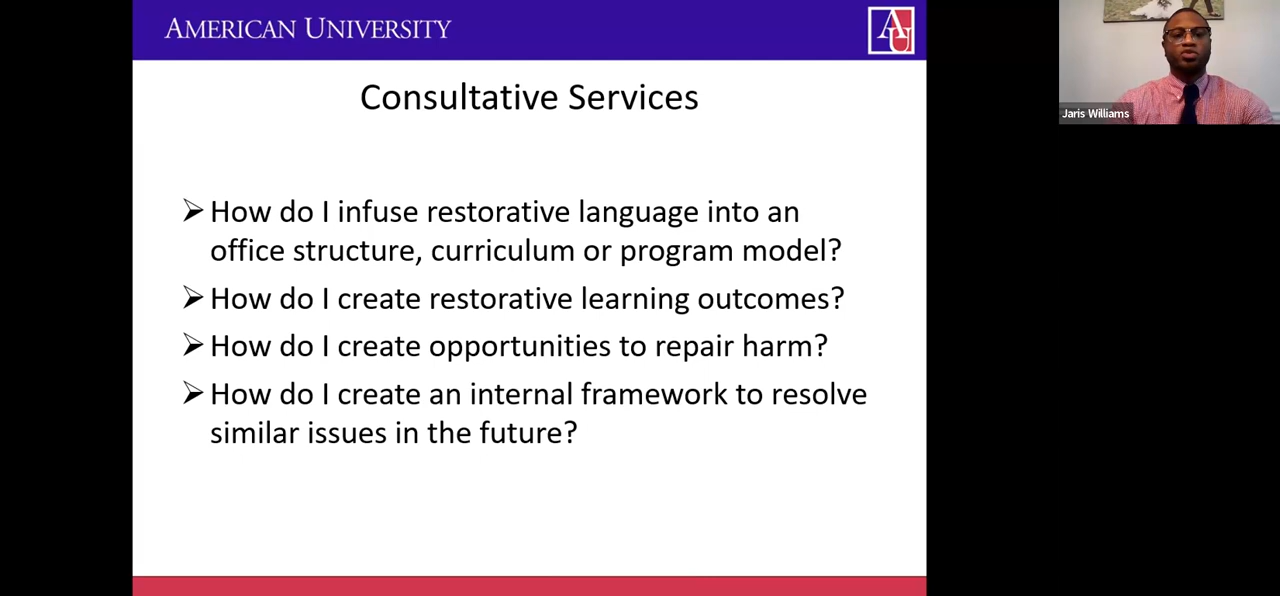 AMERICAN UNIVERSITY
AU
Jaris Williams
Consultative Services
➢ How do I infuse restorative language into an
office structure, curriculum or program model?
➢ How do I create restorative learning outcomes?
➢ How do I create opportunities to repair harm?
➢ How do I create an internal framework to resolve
similar issues in the future?